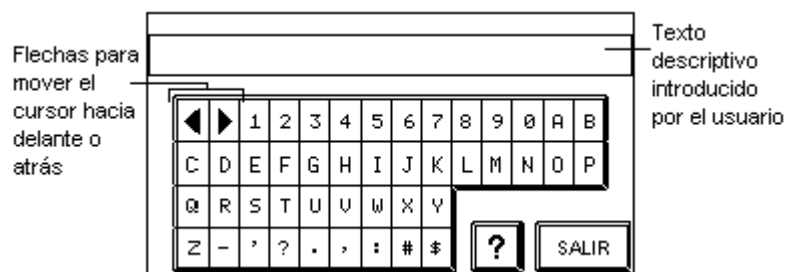 Flechas para
mover el
cursor hacia
delante o
atrás
Texto
descriptivo
introducido
por el usuario
1 2 3 4 5 6 7 8 9 0 A B
C D E F G H I J K L M N O P
Q R S T U V W X Y
Z - ' ? . , : # $
?
SALIR